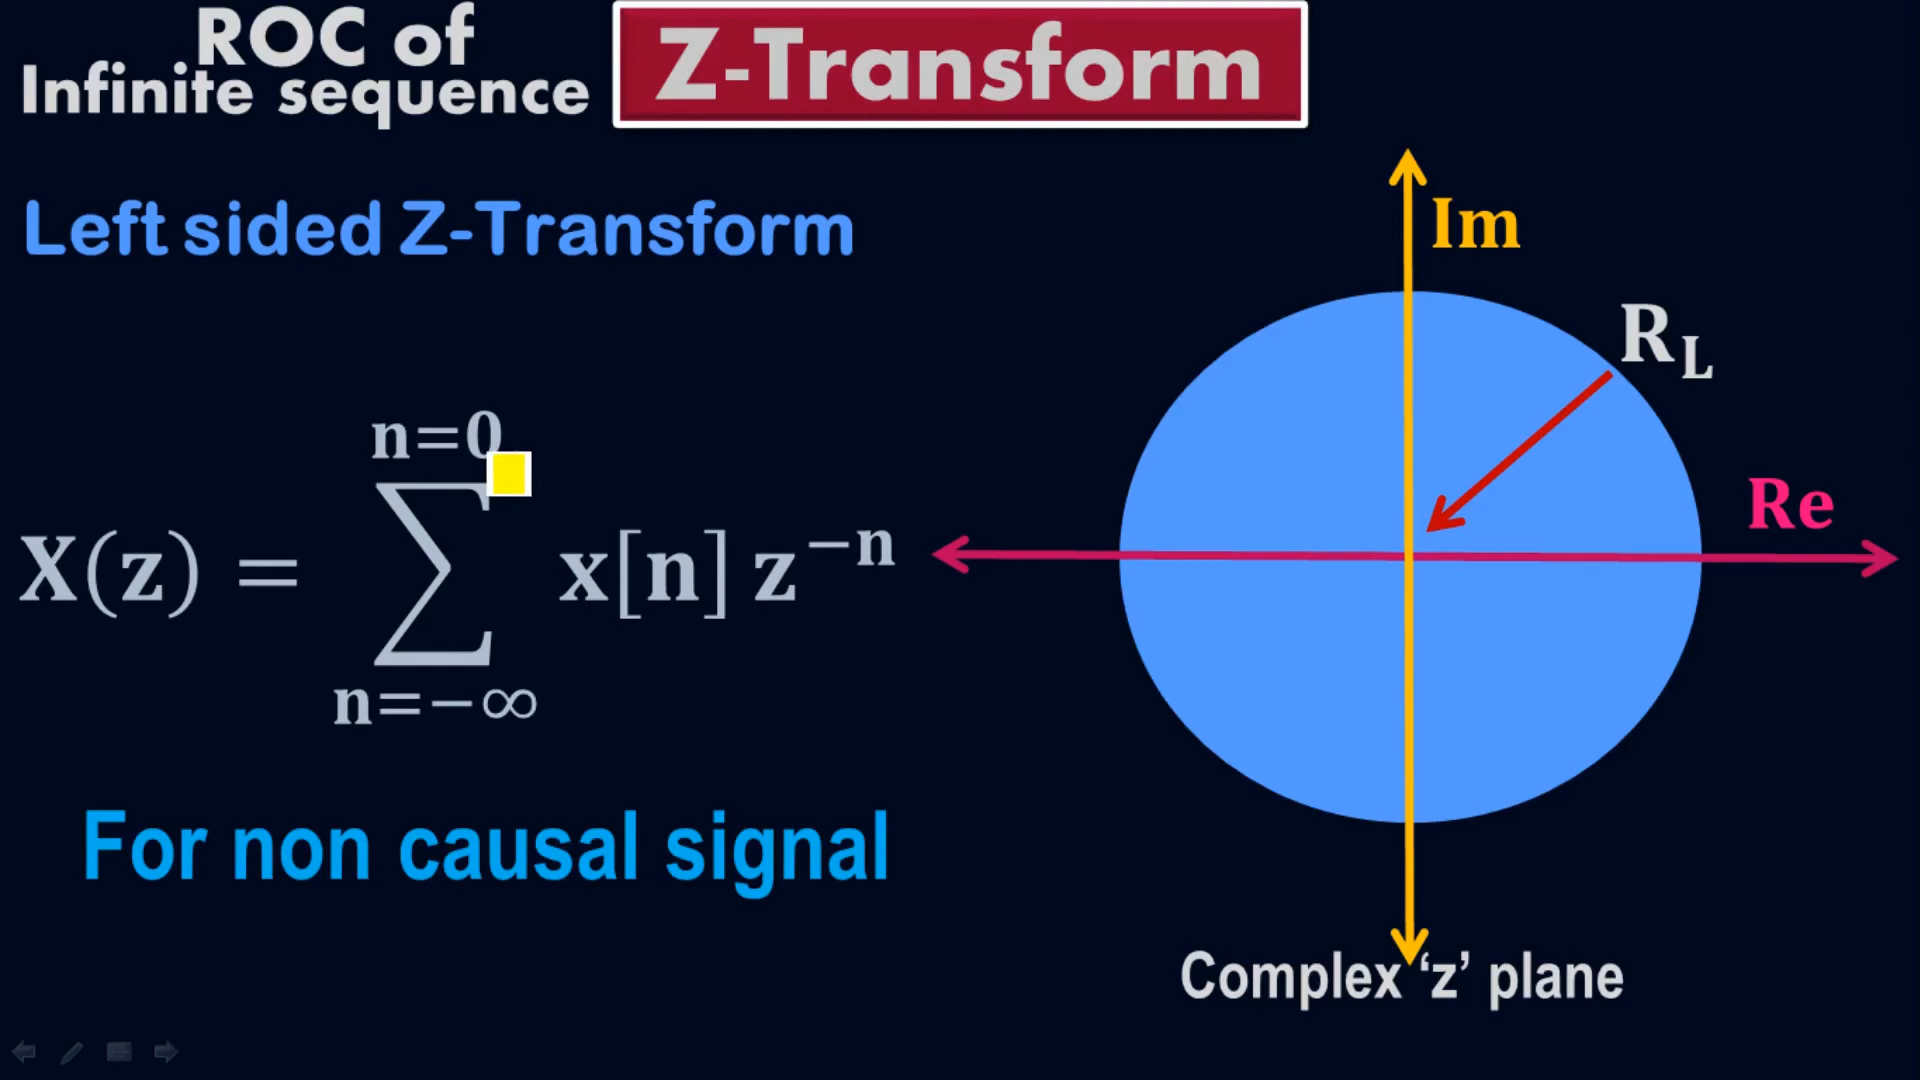 ROC of
Infinite sequence
Z-Transform
Left sided Z-Transform
Im
R_L
Re
n=0
X(z) = ∑ x[n] z^{−n}
n=−∞
For non causal signal
Complex ‘z’ plane